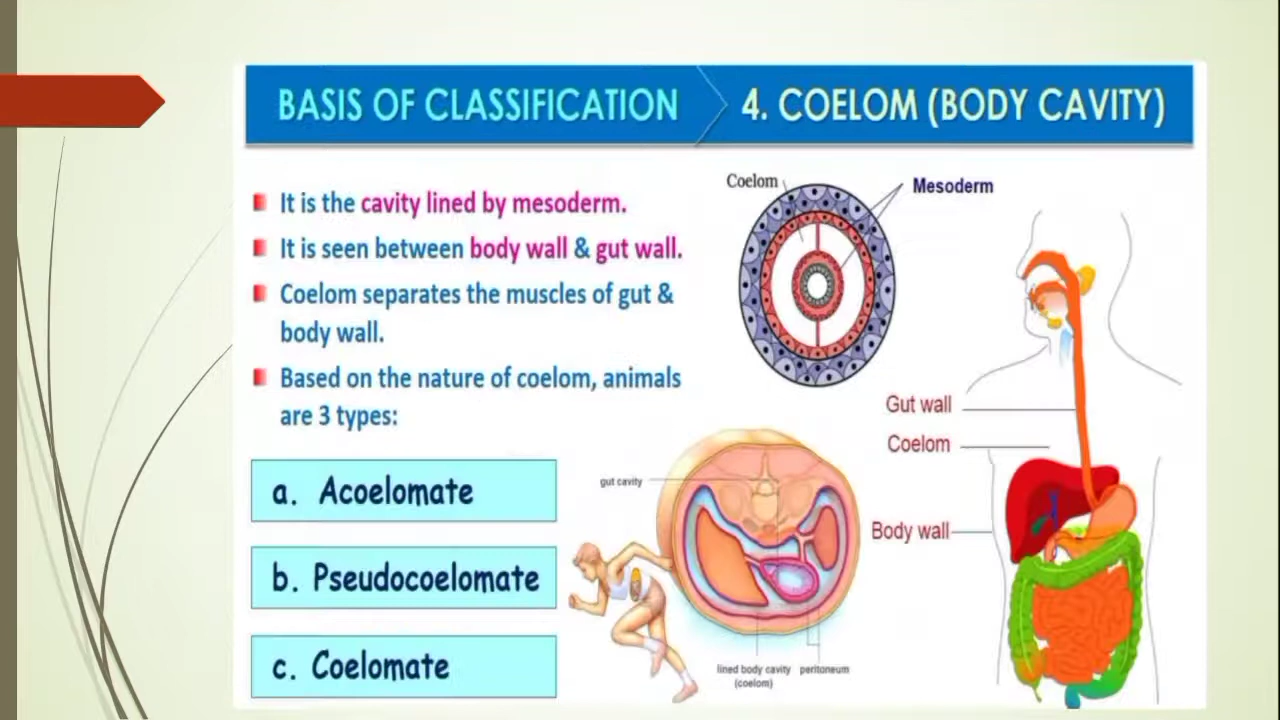 BASIS OF CLASSIFICATION
4. COELOM (BODY CAVITY)
It is the cavity lined by mesoderm.
It is seen between body wall & gut wall.
Coelom separates the muscles of gut &
body wall.
Based on the nature of coelom, animals
are 3 types:
a. Acoelomate
b. Pseudocoelomate
c. Coelomate
Coelom
Mesoderm
Gut wall
Coelom
Body wall
gut cavity
lined body cavity
(coelom)
peritoneum